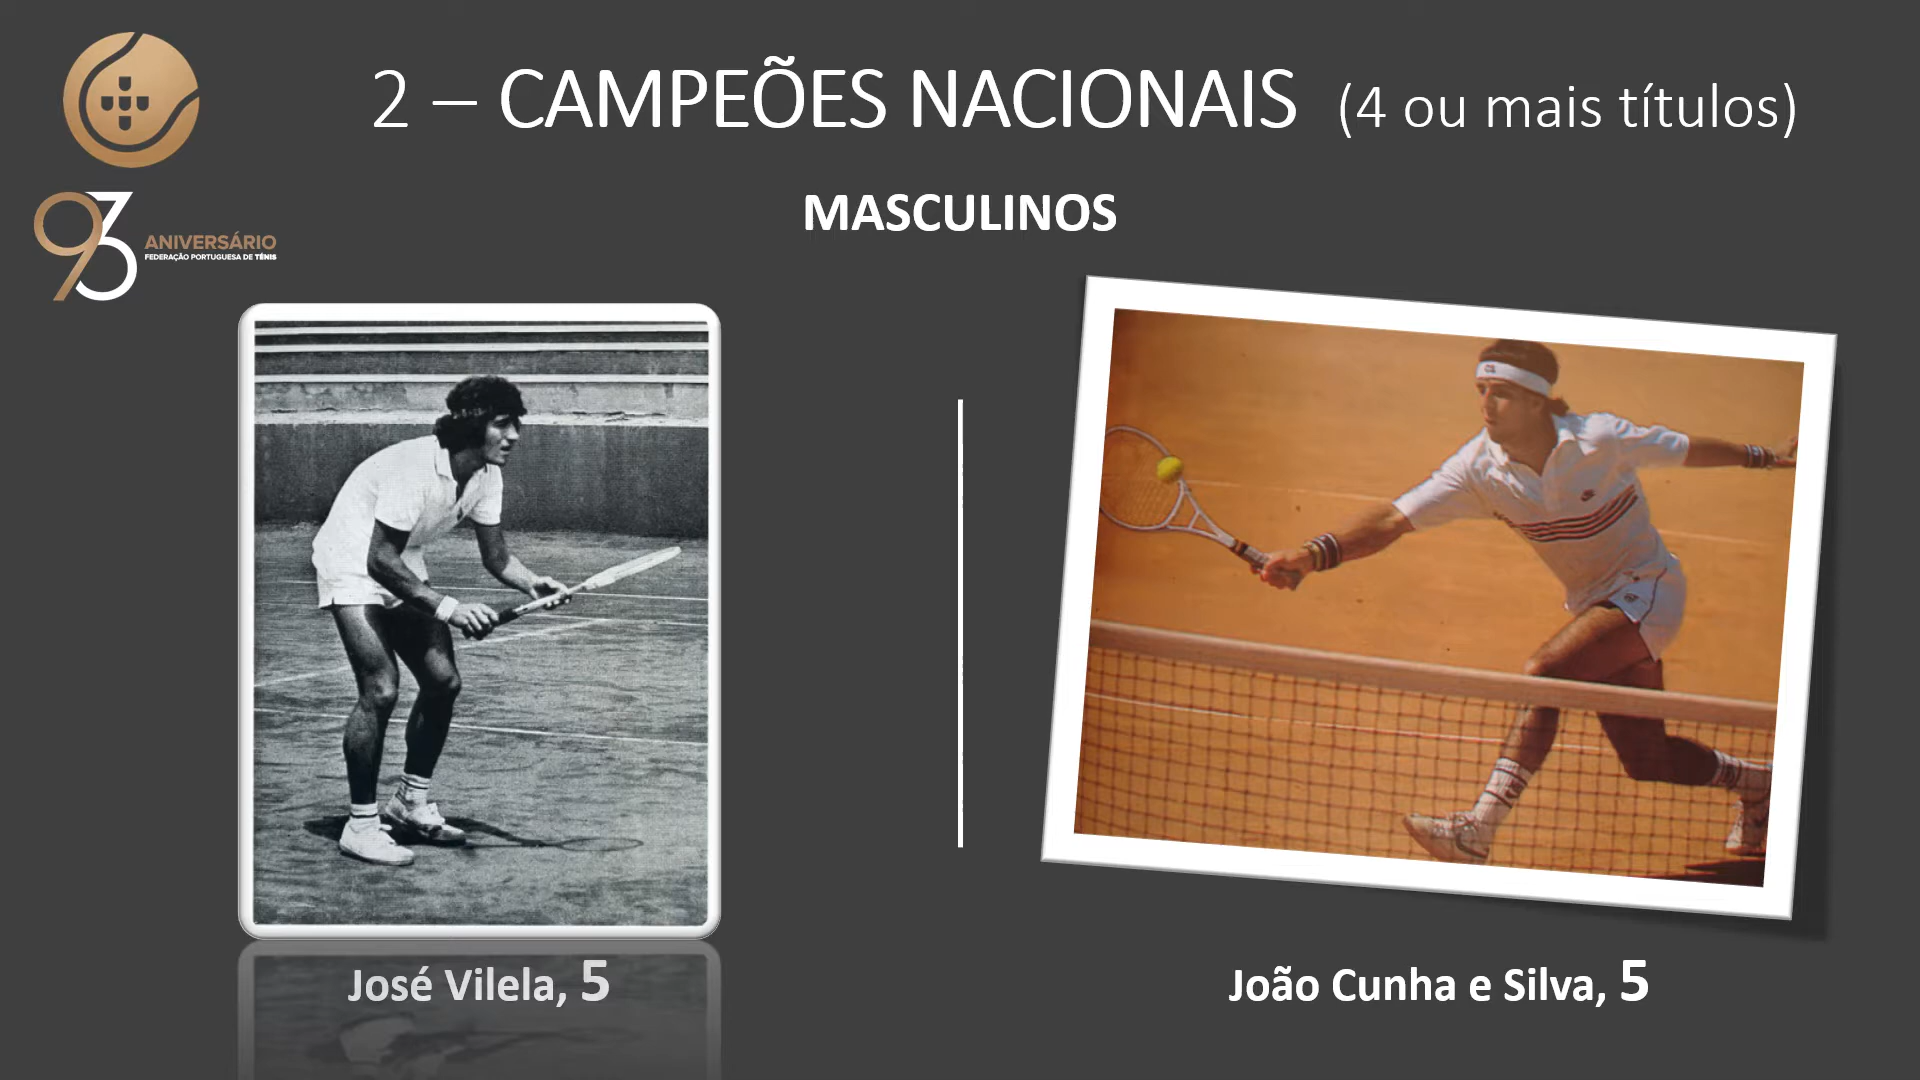 2 – CAMPEÕES NACIONAIS (4 ou mais títulos)
MASCULINOS
93
ANIVERSÁRIO
FEDERAÇÃO PORTUGUESA DE TÉNIS
José Vilela, 5
João Cunha e Silva, 5